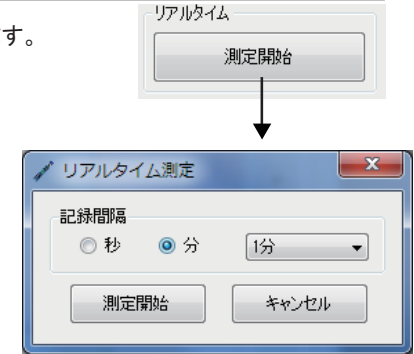 す。
リアルタイム
測定開始
リアルタイム測定
記録間隔
秒 分 1分
測定開始 キャンセル